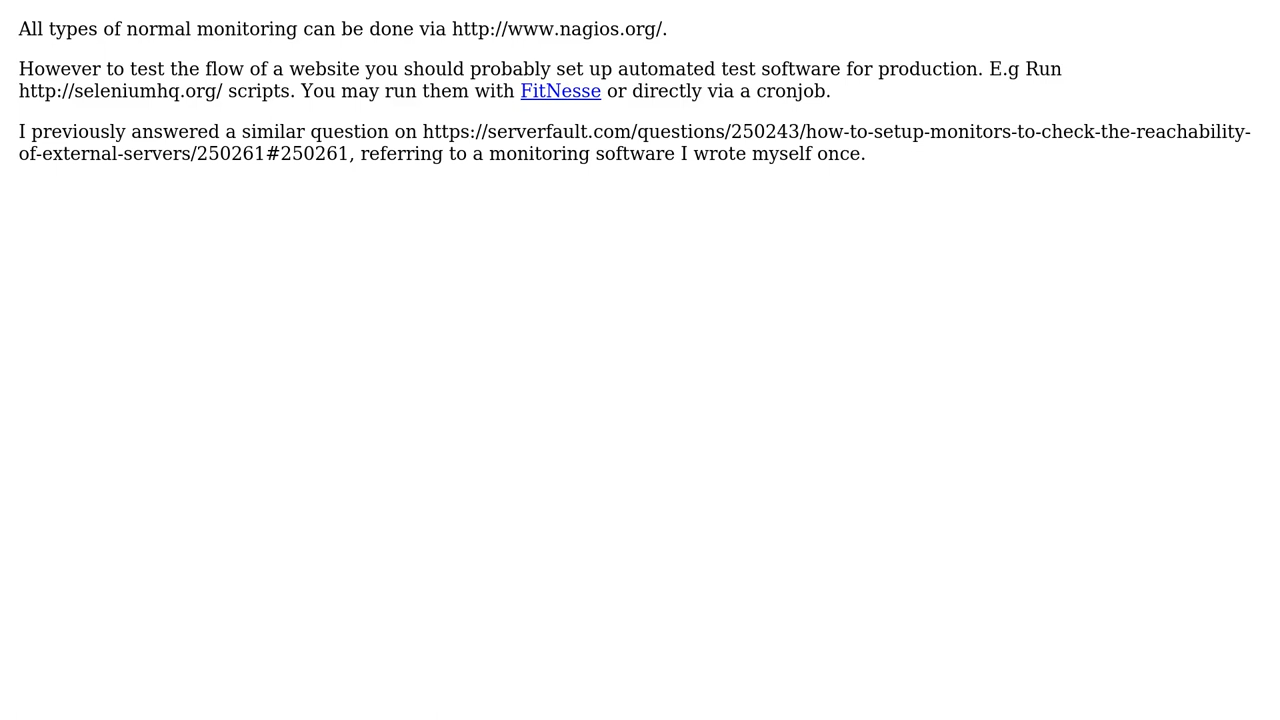 All types of normal monitoring can be done via http://www.nagios.org/.
However to test the flow of a website you should probably set up automated test software for production. E.g Run
http://seleniumhq.org/ scripts. You may run them with FitNesse or directly via a cronjob.
I previously answered a similar question on https://serverfault.com/questions/250243/how-to-setup-monitors-to-check-the-reachability-
of-external-servers/250261#250261, referring to a monitoring software I wrote myself once.